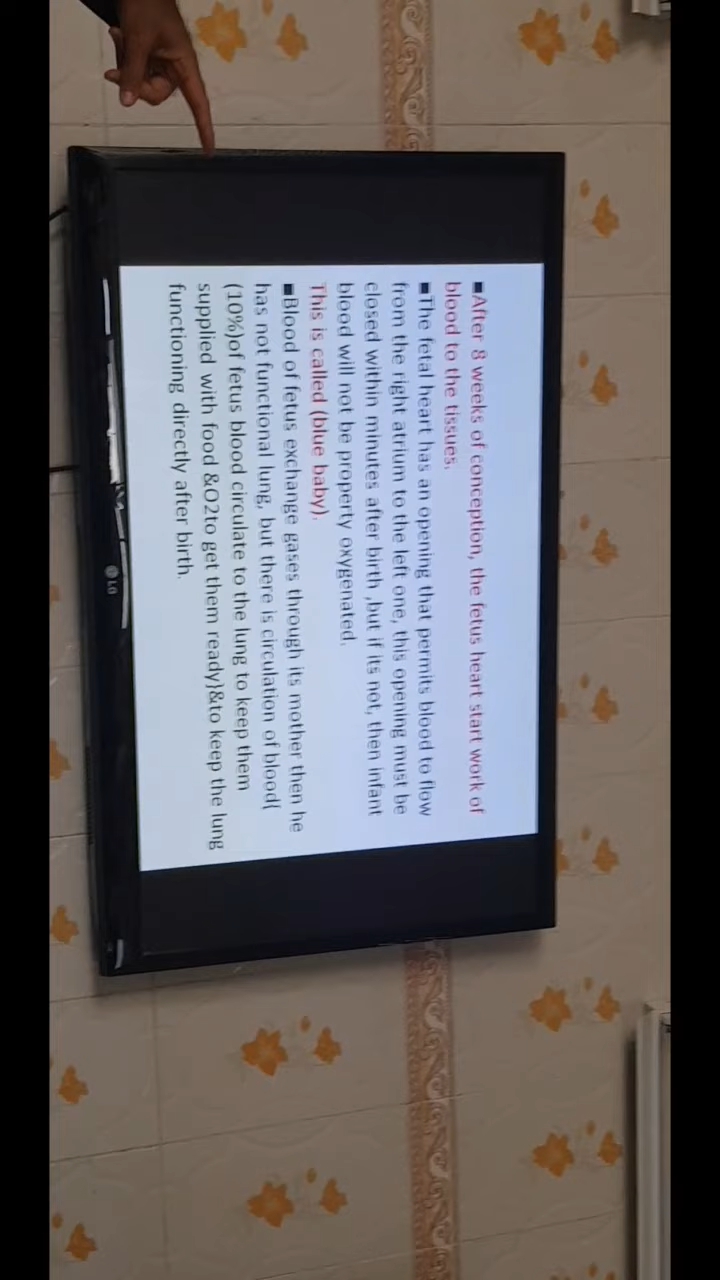 ▪After 8 weeks of conception, the fetus heart start work of
blood to the tissues.
▪The fetal heart has an opening that permits blood to flow
from the right atrium to the left one, this opening must be
closed within minutes after birth ,but if its not, then infant
blood will not be property oxygenated.
This is called (blue baby).
▪Blood of fetus exchange gases through its mother then he
has not functional lung, but there is circulation of blood(
(10%)of fetus blood circulate to the lung to keep them
supplied with food &O2to get them ready)&to keep the lung
functioning directly after birth.
LG